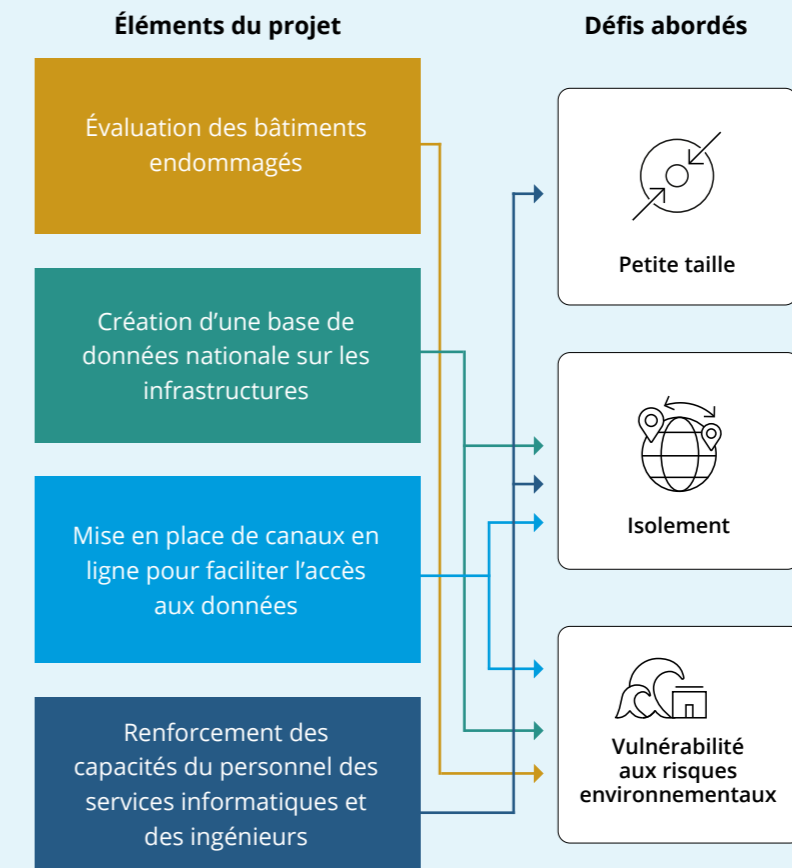 Éléments du projet
Évaluation des bâtiments
endommagés
Création d’une base de
données nationale sur les
infrastructures
Mise en place de canaux en
ligne pour faciliter l’accès
aux données
Renforcement des
capacités du personnel des
services informatiques et
des ingénieurs
Défis abordés
Petite taille
Isolement
Vulnérabilité
aux risques
environnementaux